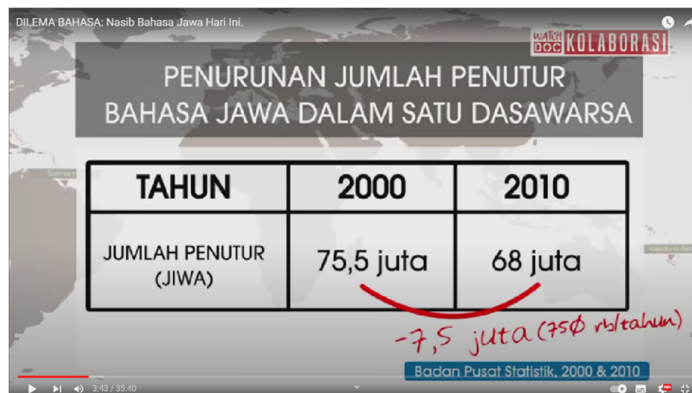 DILEMA BAHASA: Nasib Bahasa Jawa Hari Ini.
WATCH DOC KOLABORASI
PENURUNAN JUMLAH PENUTUR
BAHASA JAWA DALAM SATU DASAWARSA
TAHUN 2000 2010
JUMLAH PENUTUR
(JIWA) 75,5 juta 68 juta
-7,5 juta (750 rb/tahun)
Badan Pusat Statistik, 2000 & 2010
3:43 / 35:40